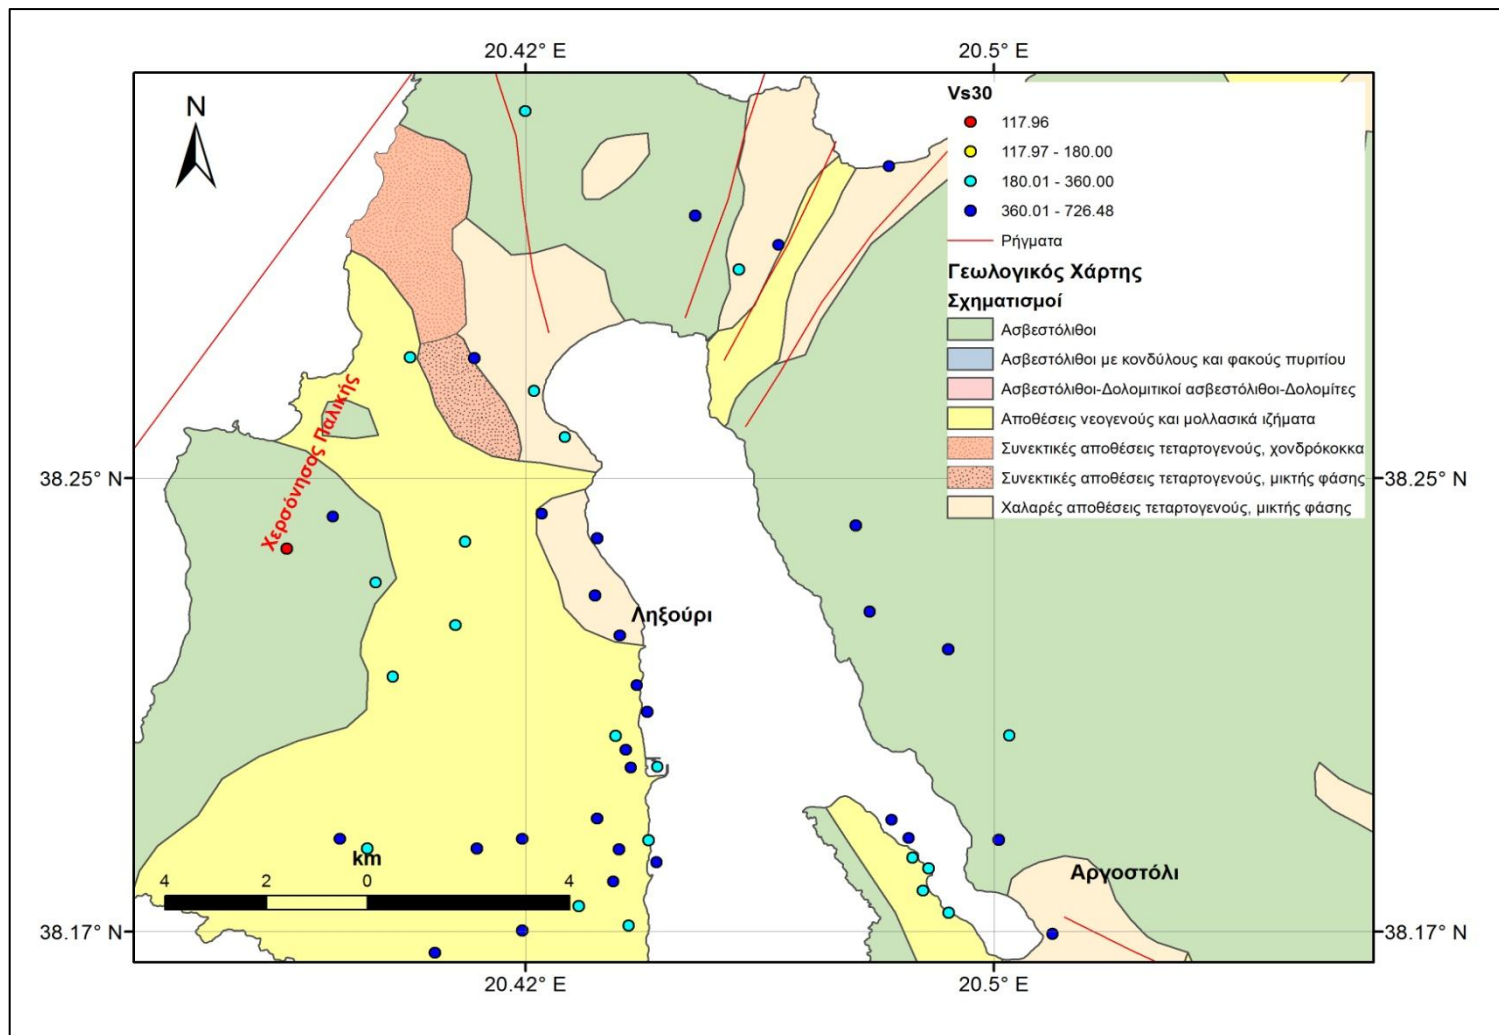 20.42° E
20.5° E
N
Vs30
117.96
117.97 - 180.00
180.01 - 360.00
360.01 - 726.48
Ρήγματα
Γεωλογικός Χάρτης
Σχηματισμοί
Ασβεστόλιθοι
Ασβεστόλιθοι με κονδύλους και φακούς πυριτίου
Ασβεστόλιθοι-Δολομιτικοί ασβεστόλιθοι-Δολομίτες
Αποθέσεις νεογενούς και μολλασικά ιζήματα
Συνεκτικές αποθέσεις τεταρτογενούς, χονδρόκοκκα
Συνεκτικές αποθέσεις τεταρτογενούς, μικτής φάσης
Χαλαρές αποθέσεις τεταρτογενούς, μικτής φάσης
Χερσόνησος Παλικής
38.25° N
38.25° N
Ληξούρι
km
4 2 0 4
Αργοστόλι
38.17° N
38.17° N
20.42° E
20.5° E